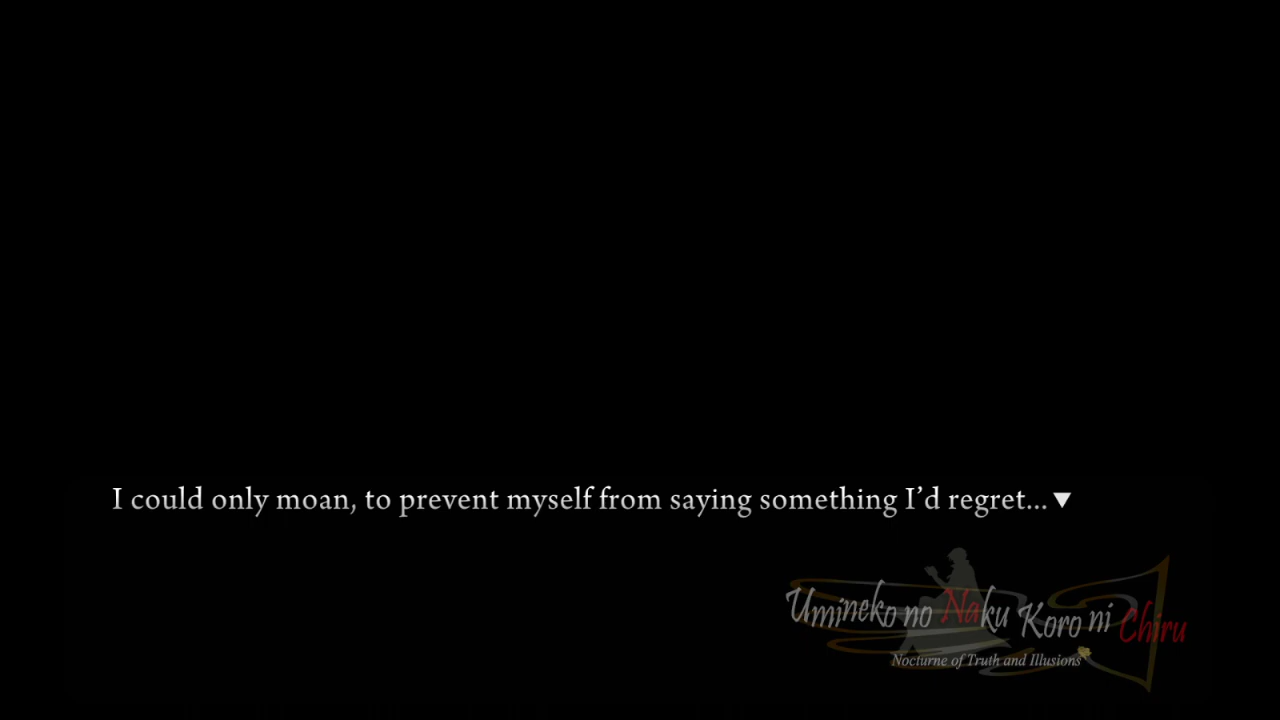 I could only moan, to prevent myself from saying something I’d regret...▼
Umineko no Naku Koro ni Chiru
Nocturne of Truth and Illusions